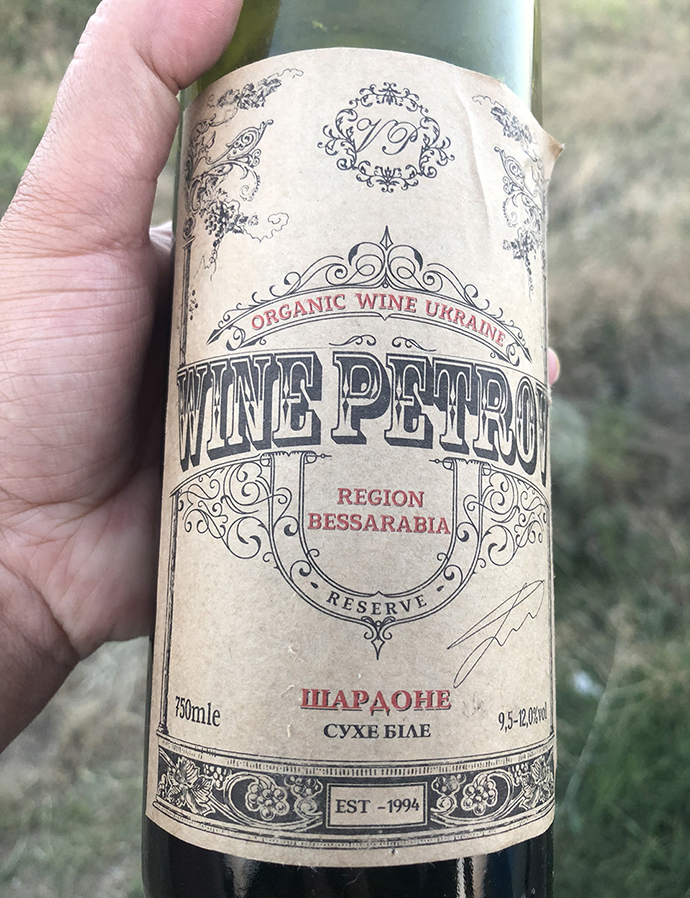 VP
ORGANIC WINE UKRAINE
WINE PETROV
REGION
BESSARABIA
RESERVE
ШАРДОНЕ
750mle
СУХЕ БІЛЕ
9,5-12,0%vol
EST -1994